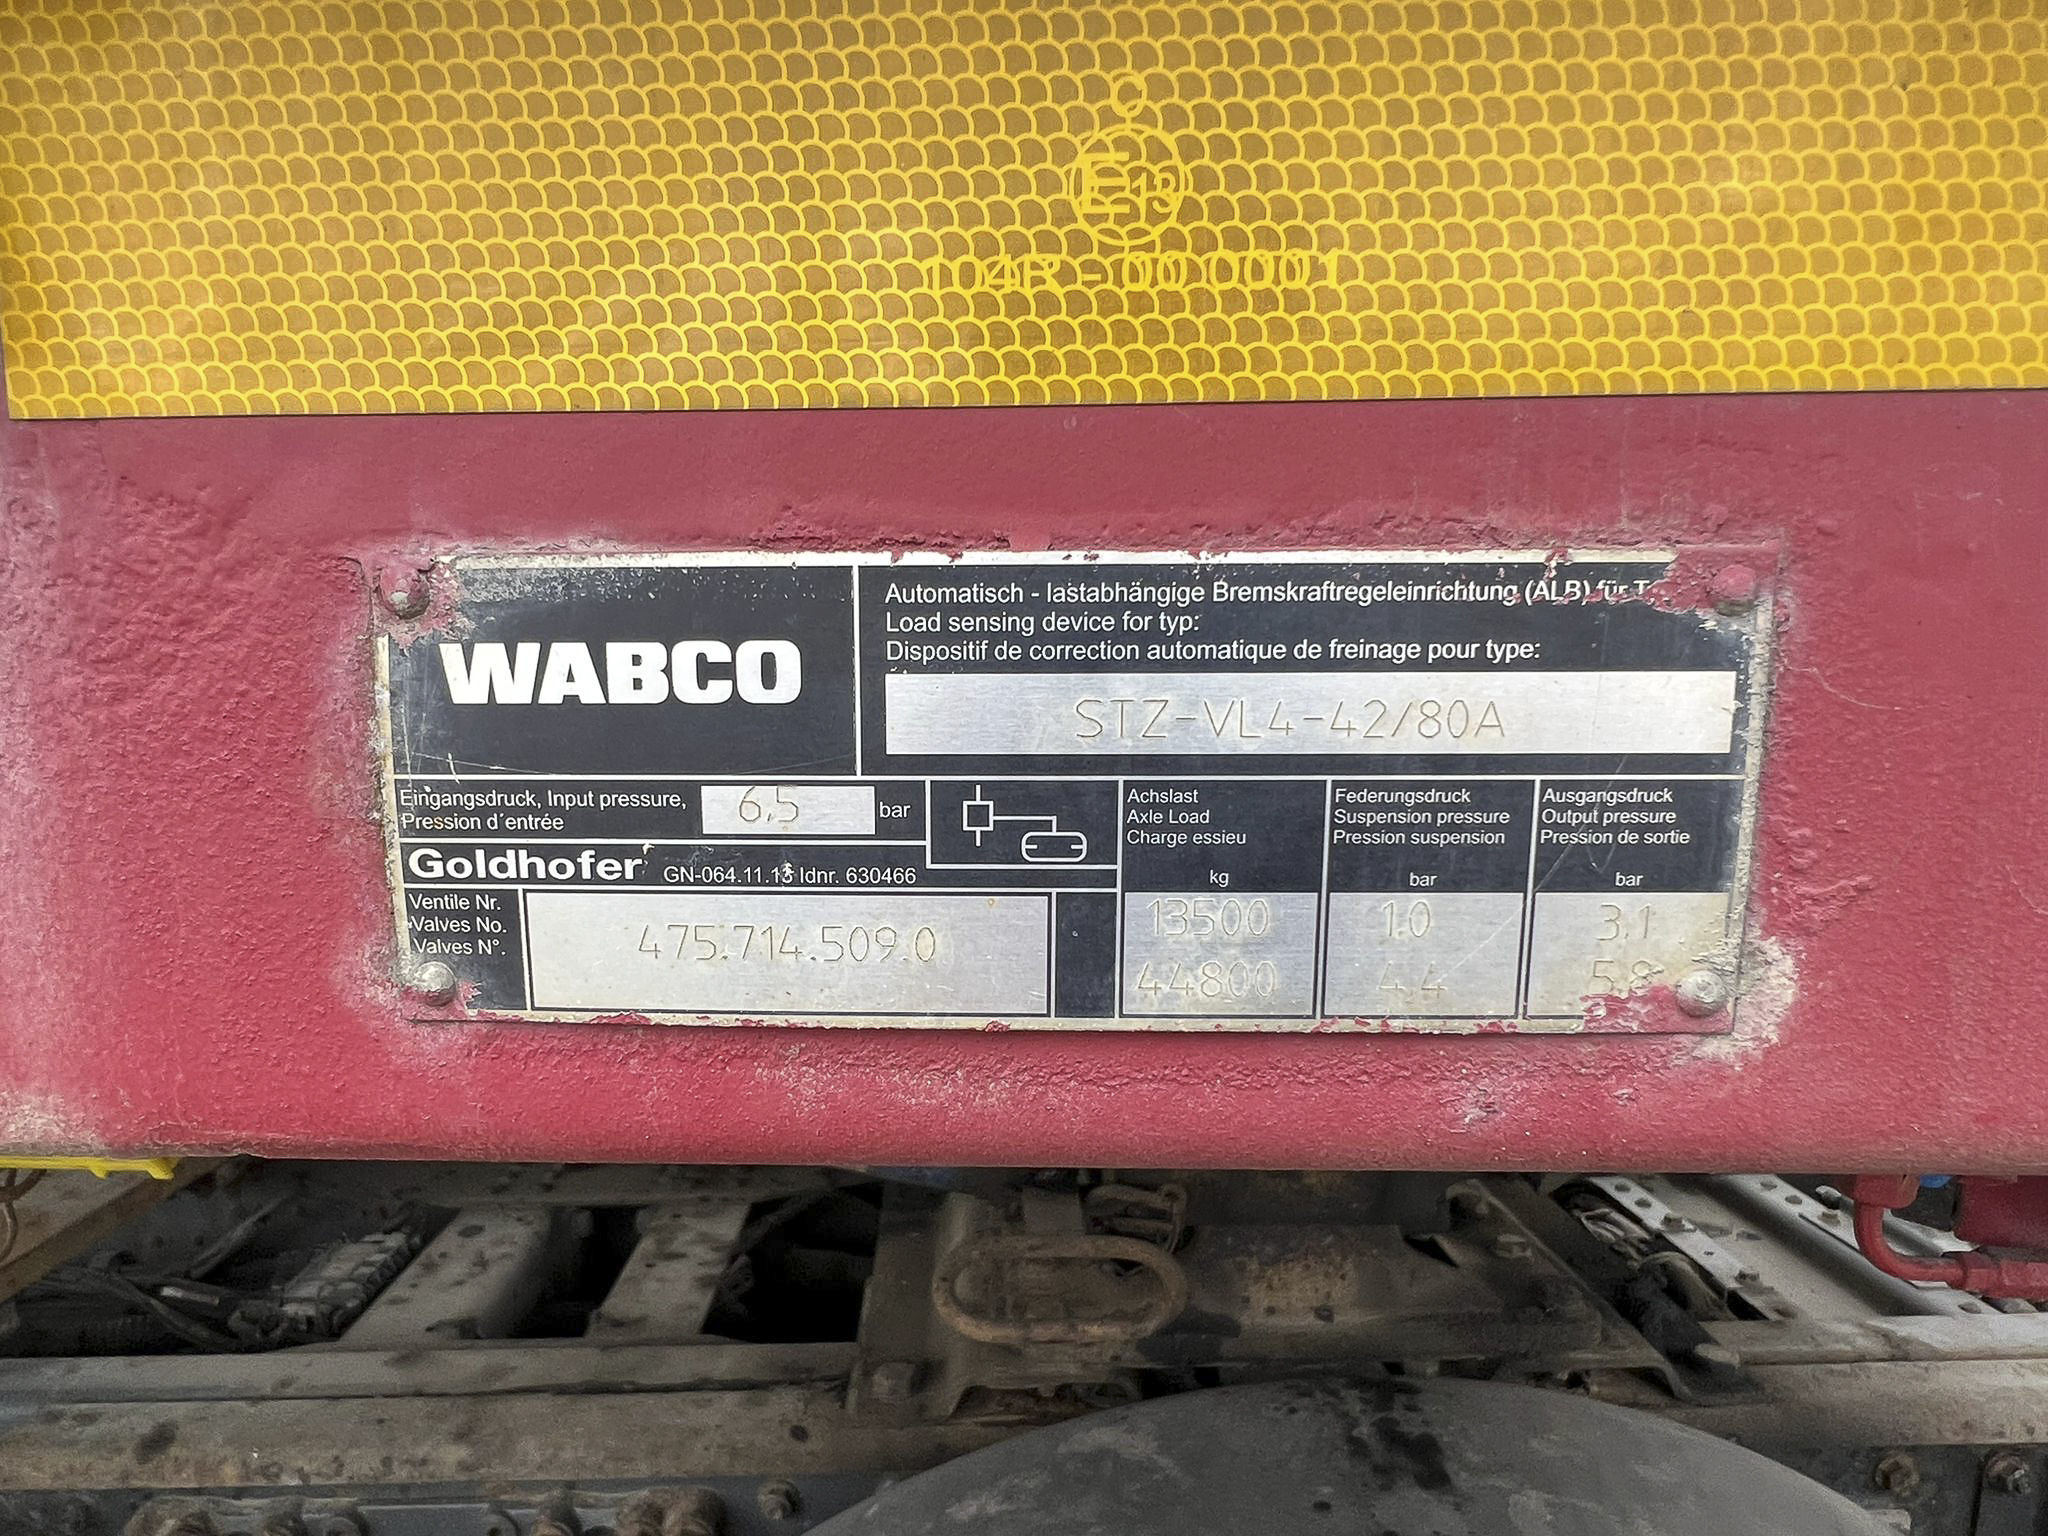 C
E13
104R - 00 0001
WABCO
Automatisch - lastabhängige Bremskraftregeleinrichtung (ALB) für
Load sensing device for typ:
Dispositif de correction automatique de freinage pour type:
STZ-VL4-42/80A
Eingangsdruck, Input pressure,
Pression d´entrée
6,5
bar
Goldhofer
GN-064.11.13 Idnr. 630466
Ventile Nr.
Valves No.
Valves N°.
475.714.509.0
Achslast
Axle Load
Charge essieu
kg
13500
44800
Federungsdruck
Suspension pressure
Pression suspension
bar
1.0
4.4
Ausgangsdruck
Output pressure
Pression de sortie
bar
3.1
5.8